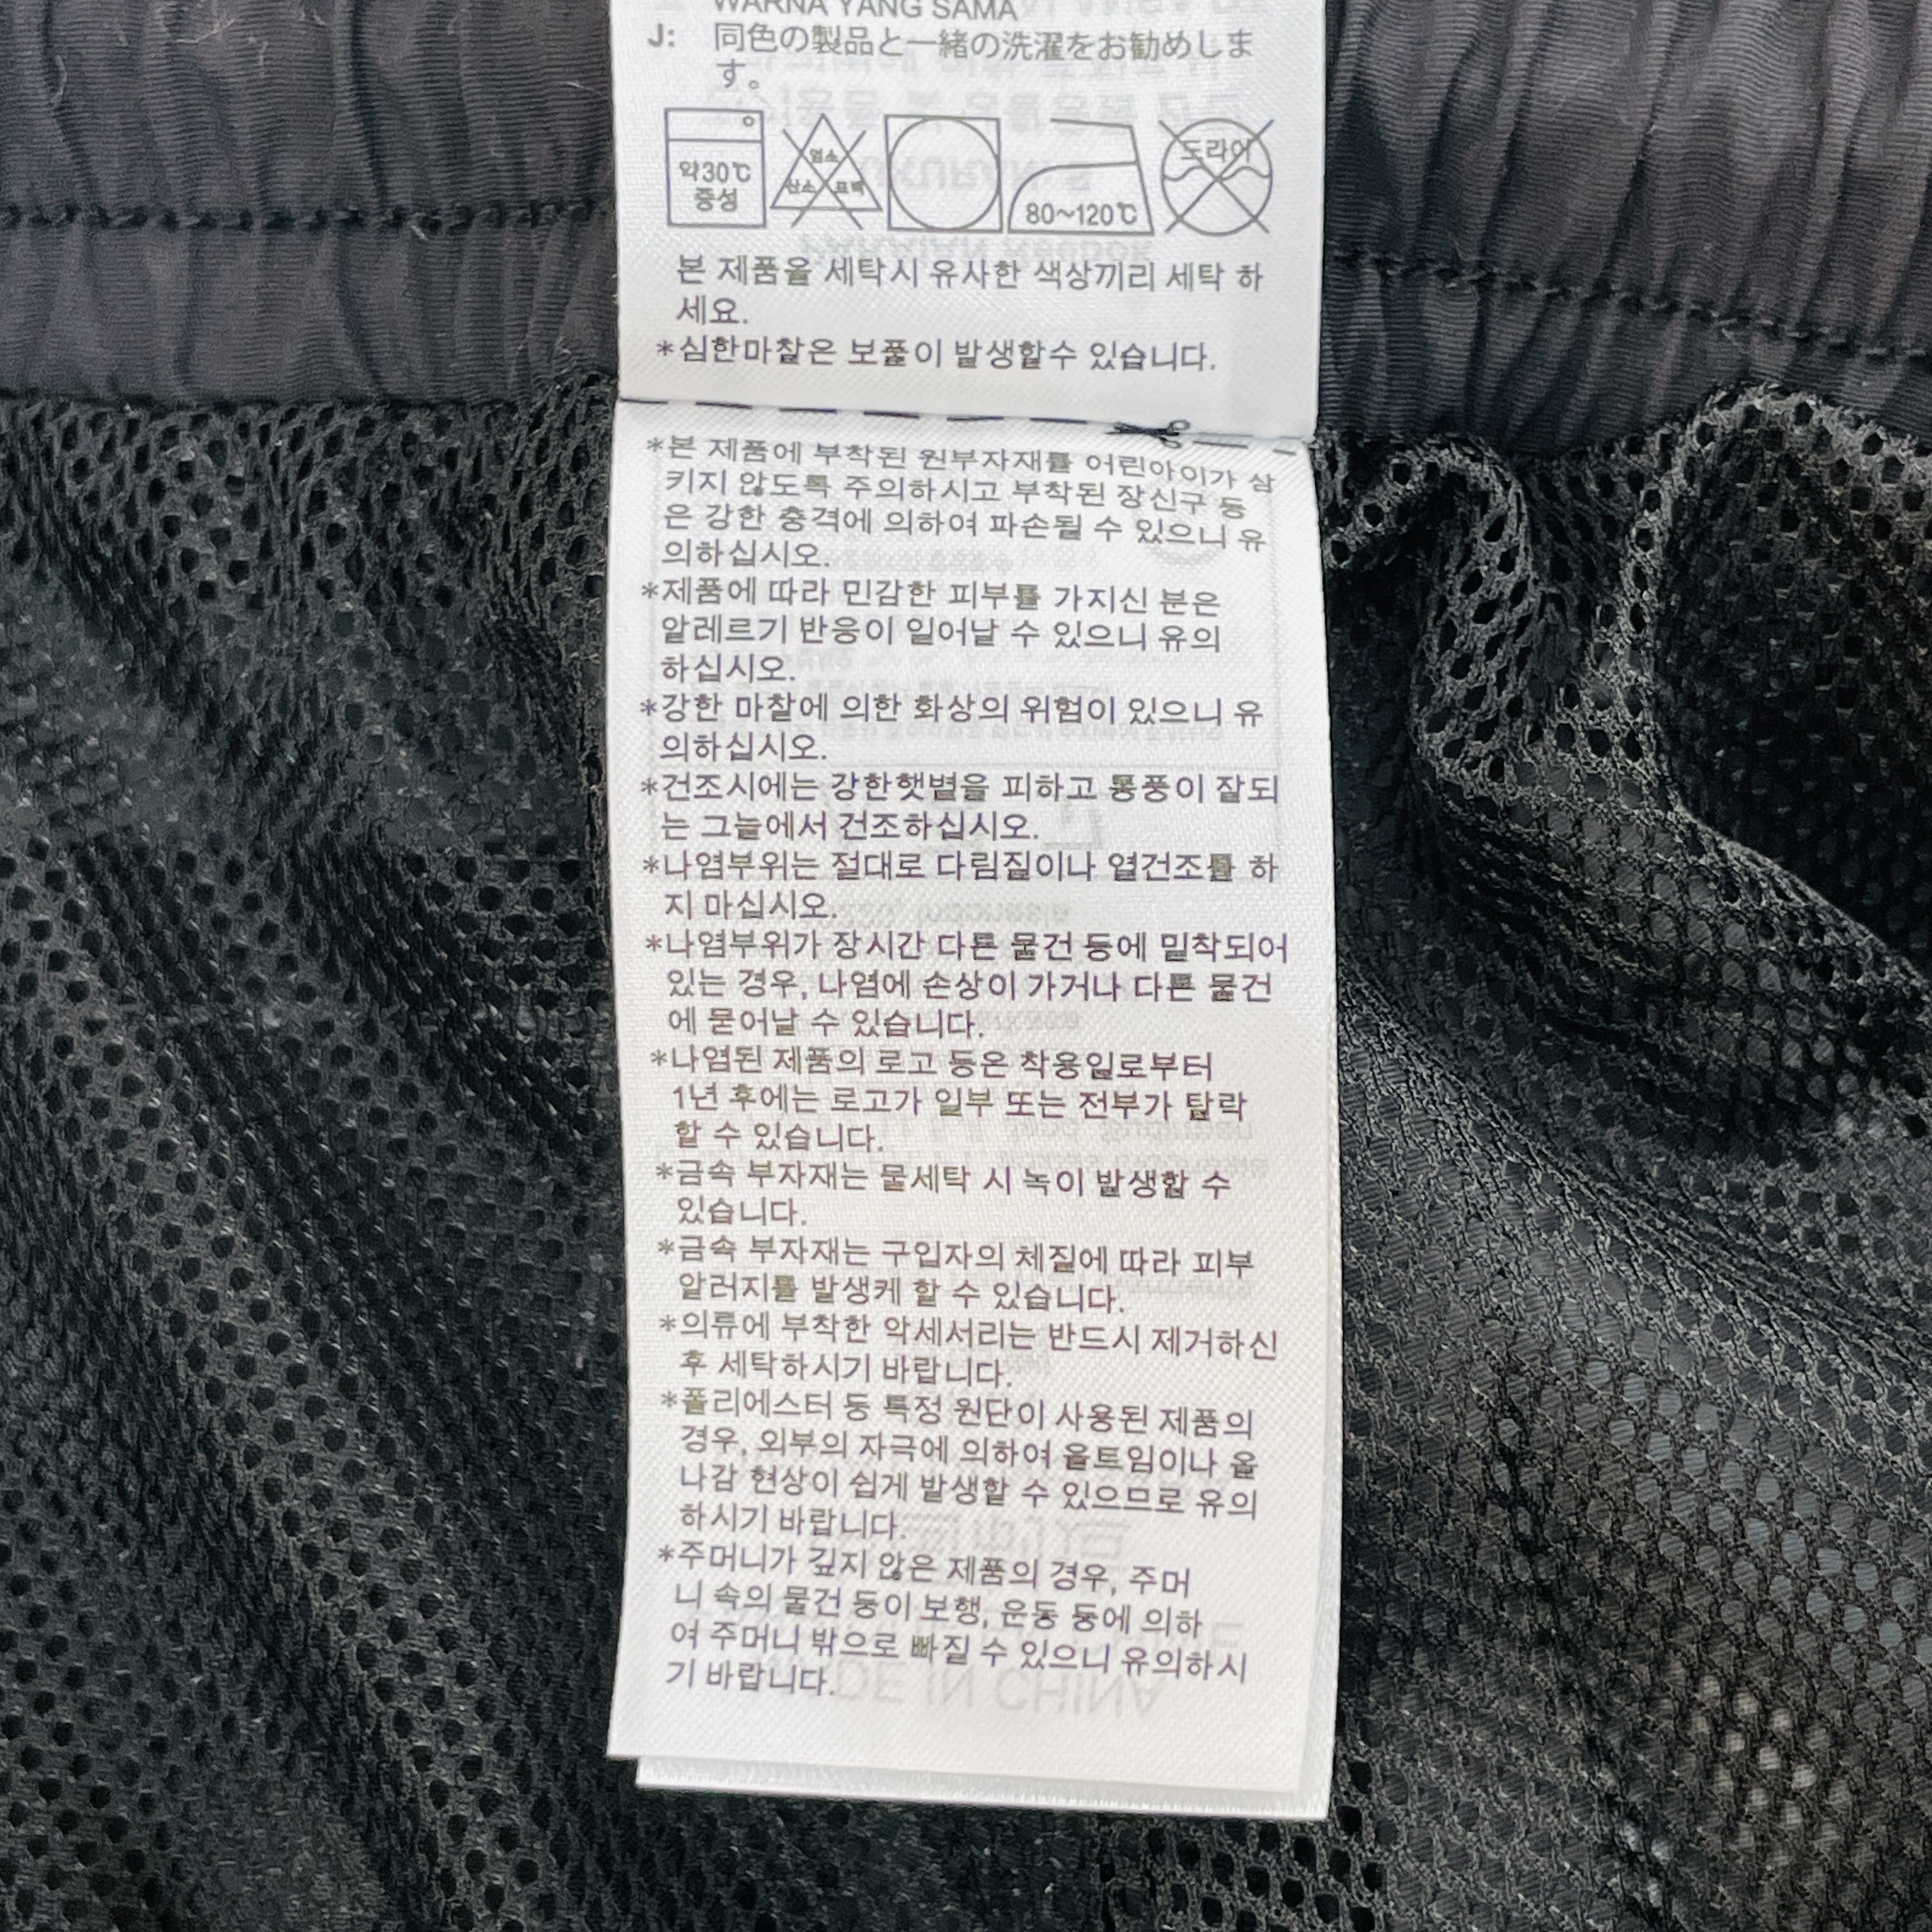 WARNA YANG SAMA
J: 同色の製品と一緒の洗濯をお勧めしま
す。
약30℃
중성
염소
산소 표백
80~120℃
드라이
본 제품을 세탁시 유사한 색상끼리 세탁 하
세요.
*심한마찰은 보풀이 발생할수 있습니다.
*본 제품에 부착된 원부자재를 어린아이가 삼
키지 않도록 주의하시고 부착된 장신구 등
은 강한 충격에 의하여 파손될 수 있으니 유
의하십시오.
*제품에 따라 민감한 피부를 가지신 분은
알레르기 반응이 일어날 수 있으니 유의
하십시오.
*강한 마찰에 의한 화상의 위험이 있으니 유
의하십시오.
*건조시에는 강한햇볕을 피하고 통풍이 잘되
는 그늘에서 건조하십시오.
*나염부위는 절대로 다림질이나 열건조를 하
지 마십시오.
*나염부위가 장시간 다른 물건 등에 밀착되어
있는 경우, 나염에 손상이 가거나 다른 물건
에 묻어날 수 있습니다.
*나염된 제품의 로고 등은 착용일로부터
1년 후에는 로고가 일부 또는 전부가 탈락
할 수 있습니다.
*금속 부자재는 물세탁 시 녹이 발생할 수
있습니다.
*금속 부자재는 구입자의 체질에 따라 피부
알러지를 발생케 할 수 있습니다.
*의류에 부착한 악세서리는 반드시 제거하신
후 세탁하시기 바랍니다.
*폴리에스터 등 특정 원단이 사용된 제품의
경우, 외부의 자극에 의하여 올트임이나 올
나감 현상이 쉽게 발생할 수 있으므로 유의
하시기 바랍니다.
*주머니가 깊지 않은 제품의 경우, 주머
니 속의 물건 등이 보행, 운동 등에 의하
여 주머니 밖으로 빠질 수 있으니 유의하시
기 바랍니다.